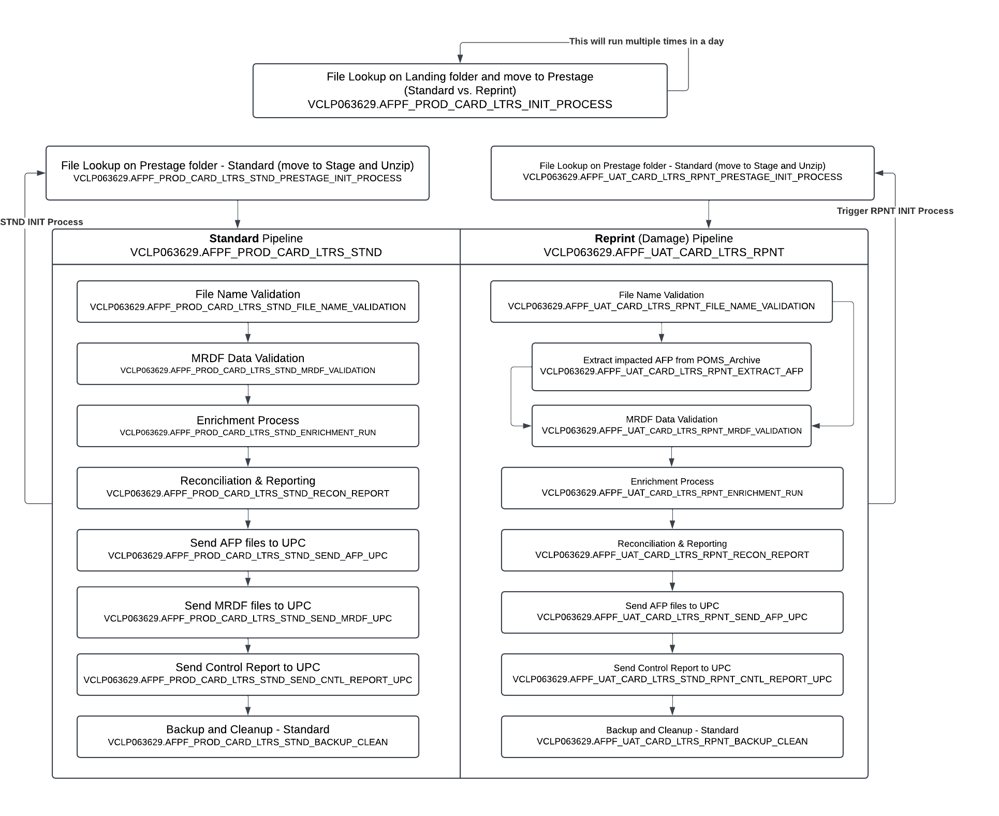 This will run multiple times in a day
File Lookup on Landing folder and move to Prestage
(Standard vs. Reprint)
VCLP063629.AFPF_PROD_CARD_LTRS_INIT_PROCESS
File Lookup on Prestage folder - Standard (move to Stage and Unzip)
VCLP063629.AFPF_PROD_CARD_LTRS_STND_PRESTAGE_INIT_PROCESS
File Lookup on Prestage folder - Standard (move to Stage and Unzip)
VCLP063629.AFPF_UAT_CARD_LTRS_RPNT_PRESTAGE_INIT_PROCESS
STND INIT Process
Trigger RPNT INIT Process
Standard Pipeline
VCLP063629.AFPF_PROD_CARD_LTRS_STND
File Name Validation
VCLP063629.AFPF_PROD_CARD_LTRS_STND_FILE_NAME_VALIDATION
MRDF Data Validation
VCLP063629.AFPF_PROD_CARD_LTRS_STND_MRDF_VALIDATION
Enrichment Process
VCLP063629.AFPF_PROD_CARD_LTRS_STND_ENRICHMENT_RUN
Reconciliation & Reporting
VCLP063629.AFPF_PROD_CARD_LTRS_STND_RECON_REPORT
Send AFP files to UPC
VCLP063629.AFPF_PROD_CARD_LTRS_STND_SEND_AFP_UPC
Send MRDF files to UPC
VCLP063629.AFPF_PROD_CARD_LTRS_STND_SEND_MRDF_UPC
Send Control Report to UPC
VCLP063629.AFPF_PROD_CARD_LTRS_STND_SEND_CNTL_REPORT_UPC
Backup and Cleanup - Standard
VCLP063629.AFPF_PROD_CARD_LTRS_STND_BACKUP_CLEAN
Reprint (Damage) Pipeline
VCLP063629.AFPF_UAT_CARD_LTRS_RPNT
File Name Validation
VCLP063629.AFPF_UAT_CARD_LTRS_RPNT_FILE_NAME_VALIDATION
Extract impacted AFP from POMS_Archive
VCLP063629.AFPF_UAT_CARD_LTRS_RPNT_EXTRACT_AFP
MRDF Data Validation
VCLP063629.AFPF_UAT_CARD_LTRS_RPNT_MRDF_VALIDATION
Enrichment Process
VCLP063629.AFPF_UAT_CARD_LTRS_RPNT_ENRICHMENT_RUN
Reconciliation & Reporting
VCLP063629.AFPF_UAT_CARD_LTRS_RPNT_RECON_REPORT
Send AFP files to UPC
VCLP063629.AFPF_UAT_CARD_LTRS_RPNT_SEND_AFP_UPC
Send Control Report to UPC
VCLP063629.AFPF_UAT_CARD_LTRS_STND_RPNT_CNTL_REPORT_UPC
Backup and Cleanup - Standard
VCLP063629.AFPF_UAT_CARD_LTRS_RPNT_BACKUP_CLEAN